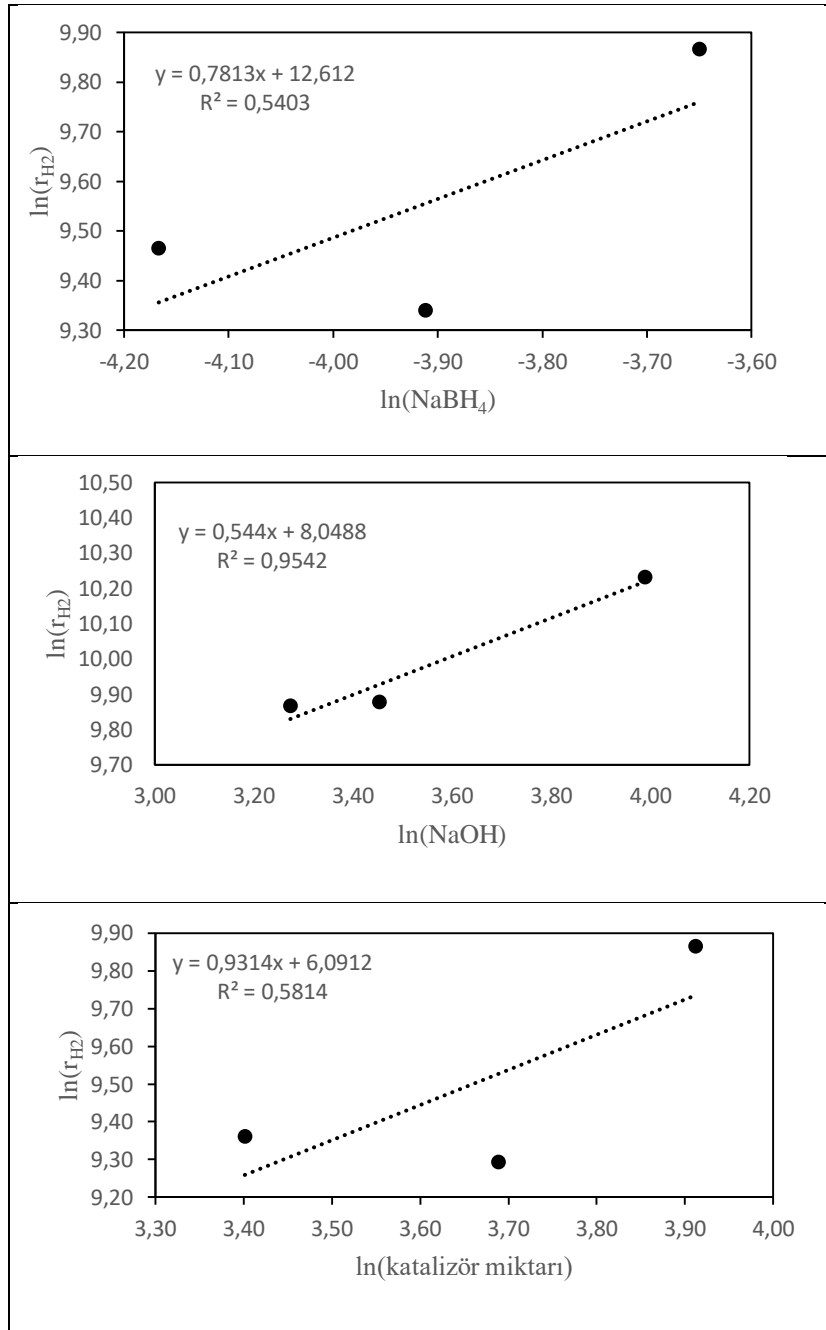 9,90
9,80
9,70
9,60
9,50
9,40
9,30
y = 0,7813x + 12,612
R² = 0,5403
ln(r_H2)
-4,20 -4,10 -4,00 -3,90 -3,80 -3,70 -3,60
ln(NaBH₄)
10,50
10,40
10,30
10,20
10,10
10,00
9,90
9,80
9,70
y = 0,544x + 8,0488
R² = 0,9542
ln(r_H2)
3,00 3,20 3,40 3,60 3,80 4,00 4,20
ln(NaOH)
9,90
9,80
9,70
9,60
9,50
9,40
9,30
9,20
y = 0,9314x + 6,0912
R² = 0,5814
ln(r_H2)
3,30 3,40 3,50 3,60 3,70 3,80 3,90 4,00
ln(katalizör miktarı)